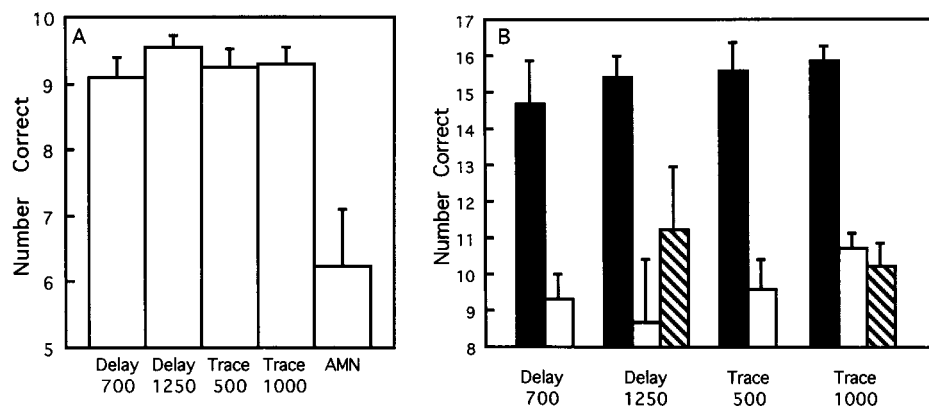 A
Number Correct
10
9
8
7
6
5
Delay Delay Trace Trace AMN
700 1250 500 1000
B
Number Correct
17
16
15
14
13
12
11
10
9
8
Delay Delay Trace Trace
700 1250 500 1000